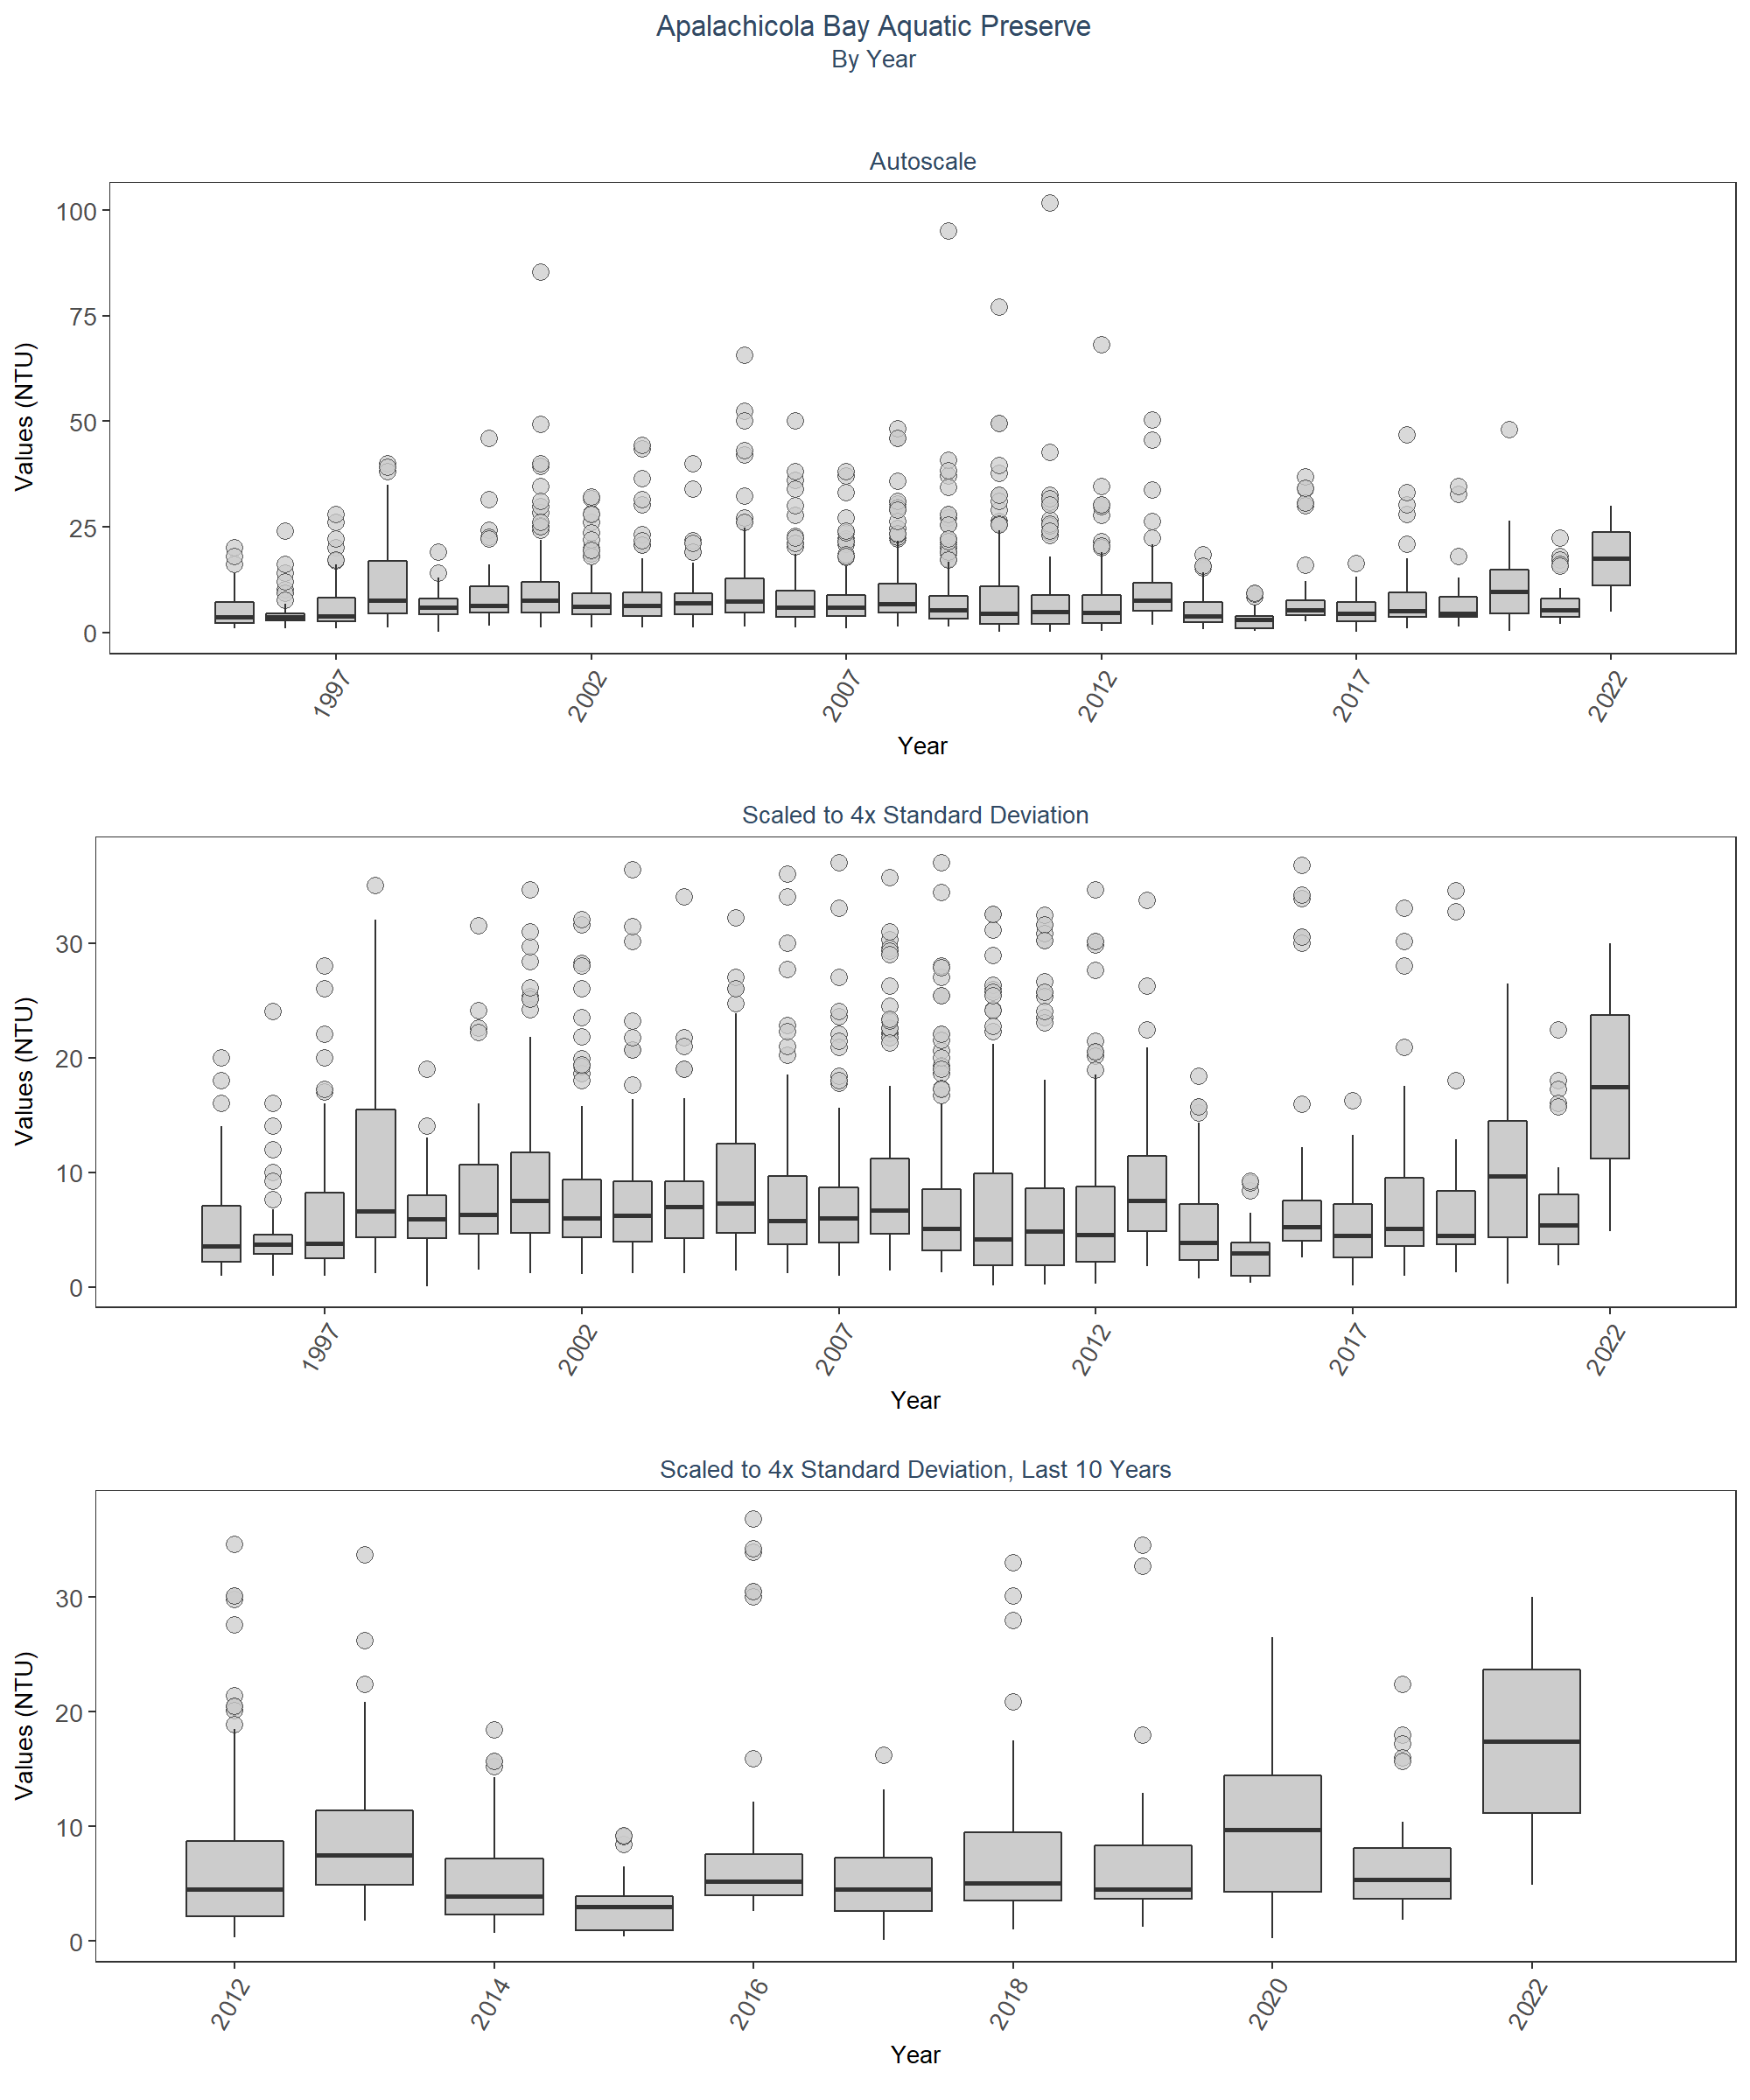 Apalachicola Bay Aquatic Preserve
By Year
Autoscale
Values (NTU)
100
75
50
25
0
1997
2002
2007
2012
2017
2022
Year
Scaled to 4x Standard Deviation
Values (NTU)
30
20
10
0
1997
2002
2007
2012
2017
2022
Year
Scaled to 4x Standard Deviation, Last 10 Years
Values (NTU)
30
20
10
0
2012
2014
2016
2018
2020
2022
Year